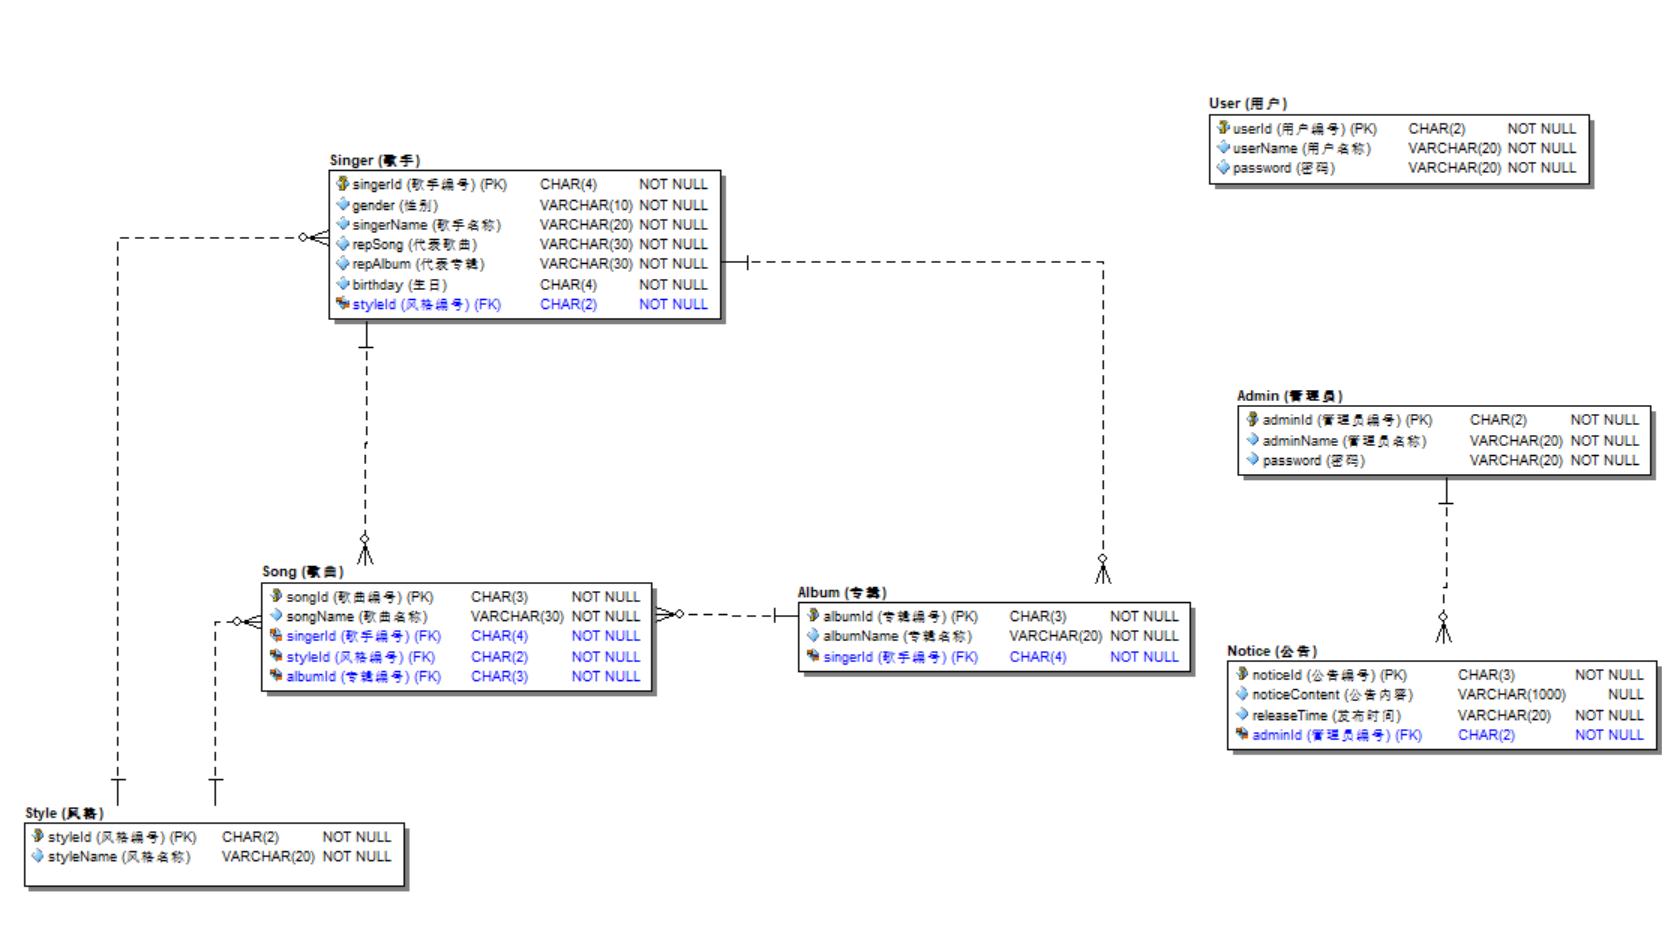 User (用户)
userId (用户编号) (PK) CHAR(2) NOT NULL
userName (用户名称) VARCHAR(20) NOT NULL
password (密码) VARCHAR(20) NOT NULL
Singer (歌手)
singerId (歌手编号) (PK) CHAR(4) NOT NULL
gender (性别) VARCHAR(10) NOT NULL
singerName (歌手名称) VARCHAR(20) NOT NULL
repSong (代表歌曲) VARCHAR(30) NOT NULL
repAlbum (代表专辑) VARCHAR(30) NOT NULL
birthday (生日) CHAR(4) NOT NULL
styleId (风格编号) (FK) CHAR(2) NOT NULL
Admin (管理员)
adminId (管理员编号) (PK) CHAR(2) NOT NULL
adminName (管理员名称) VARCHAR(20) NOT NULL
password (密码) VARCHAR(20) NOT NULL
Song (歌曲)
songId (歌曲编号) (PK) CHAR(3) NOT NULL
songName (歌曲名称) VARCHAR(30) NOT NULL
singerId (歌手编号) (FK) CHAR(4) NOT NULL
styleId (风格编号) (FK) CHAR(2) NOT NULL
albumId (专辑编号) (FK) CHAR(3) NOT NULL
Album (专辑)
albumId (专辑编号) (PK) CHAR(3) NOT NULL
albumName (专辑名称) VARCHAR(20) NOT NULL
singerId (歌手编号) (FK) CHAR(4) NOT NULL
Notice (公告)
noticeId (公告编号) (PK) CHAR(3) NOT NULL
noticeContent (公告内容) VARCHAR(1000) NULL
releaseTime (发布时间) VARCHAR(20) NOT NULL
adminId (管理员编号) (FK) CHAR(2) NOT NULL
Style (风格)
styleId (风格编号) (PK) CHAR(2) NOT NULL
styleName (风格名称) VARCHAR(20) NOT NULL